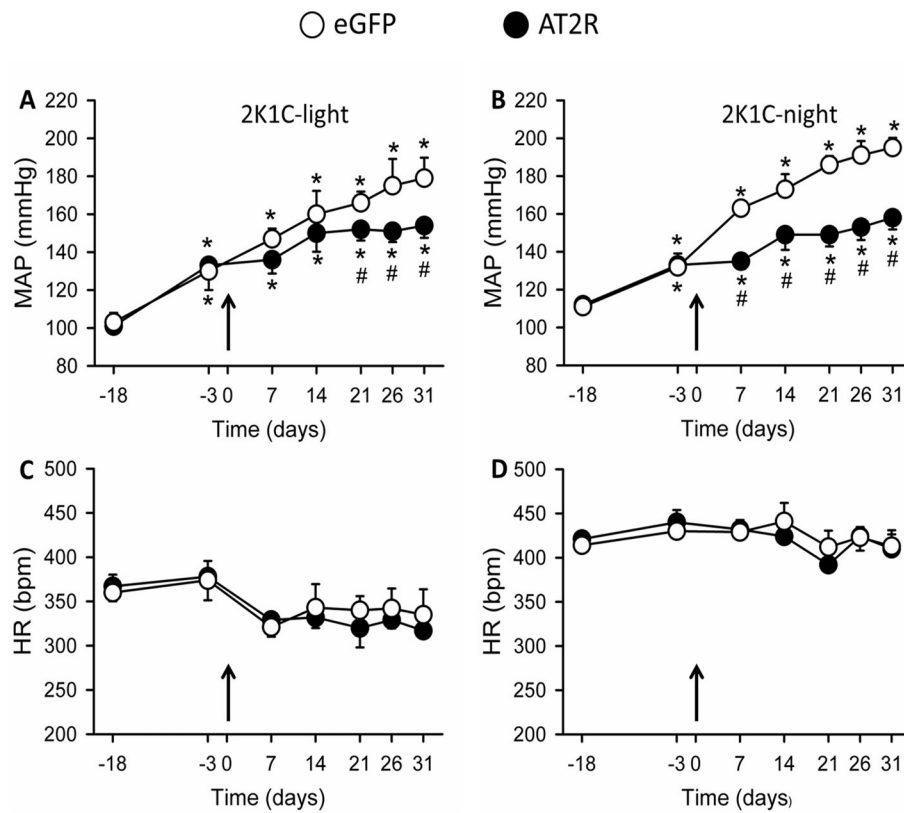 eGFP AT2R
A 2K1C-light
MAP (mmHg)
220
200
180
160
140
120
100
80
* * * * * *
* * * * * *
# # #
-18 -3 0 7 14 21 26 31
Time (days)
B 2K1C-night
MAP (mmHg)
220
200
180
160
140
120
100
80
* * * * * *
* * * * * *
# # # # #
-18 -3 0 7 14 21 26 31
Time (days)
C
HR (bpm)
500
450
400
350
300
250
200
-18 -3 0 7 14 21 26 31
Time (days)
D
HR (bpm)
500
450
400
350
300
250
200
-18 -3 0 7 14 21 26 31
Time (days)